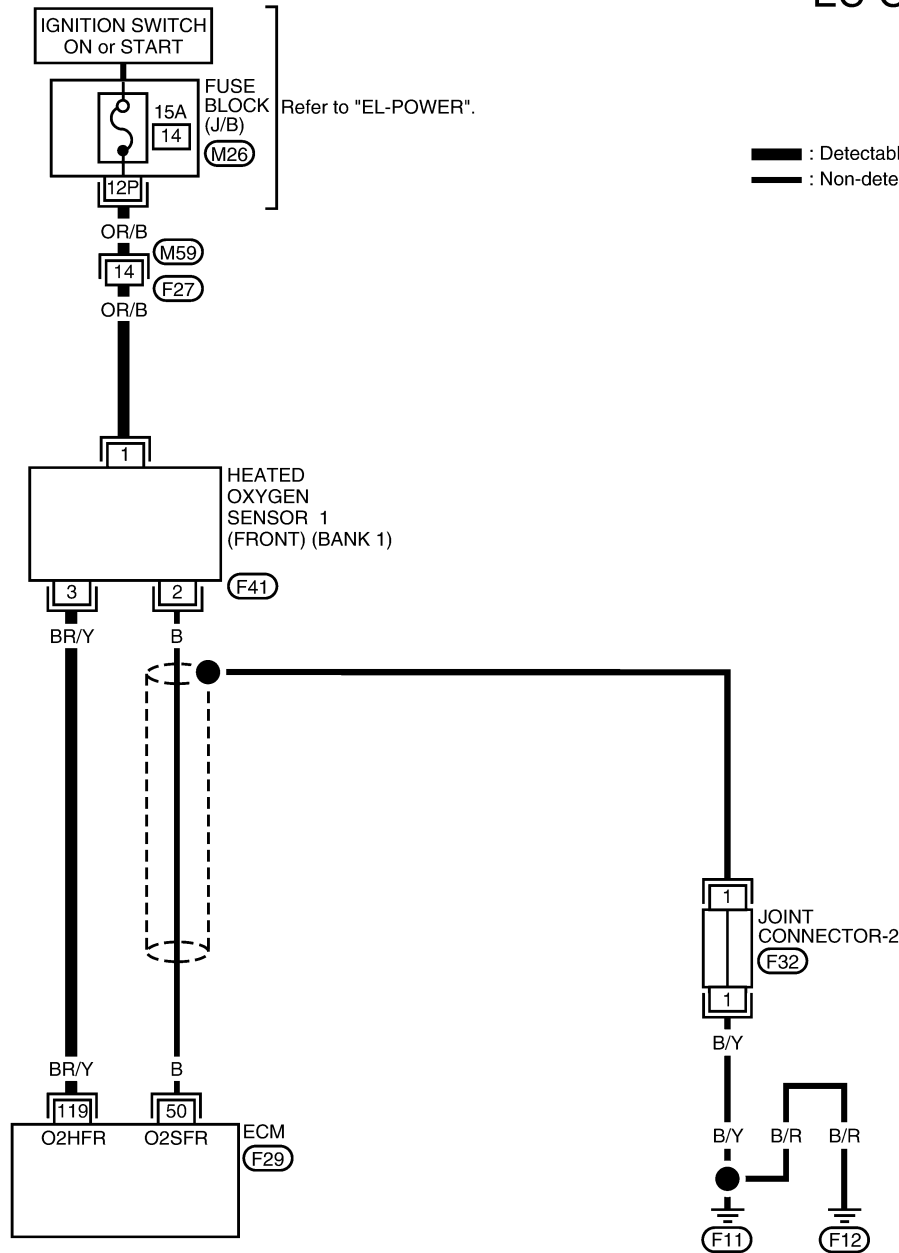 IGNITION SWITCH
ON or START
FUSE
BLOCK
(J/B)
M26
15A
14
Refer to "EL-POWER".
: Detectabl
: Non-dete
12P
OR/B
M59
14
F27
OR/B
1
HEATED
OXYGEN
SENSOR 1
(FRONT) (BANK 1)
F41
3
2
BR/Y
B
1
JOINT
CONNECTOR-2
F32
1
B/Y
BR/Y
B
119
50
O2HFR
O2SFR
ECM
F29
B/Y
B/R
B/R
F11
F12